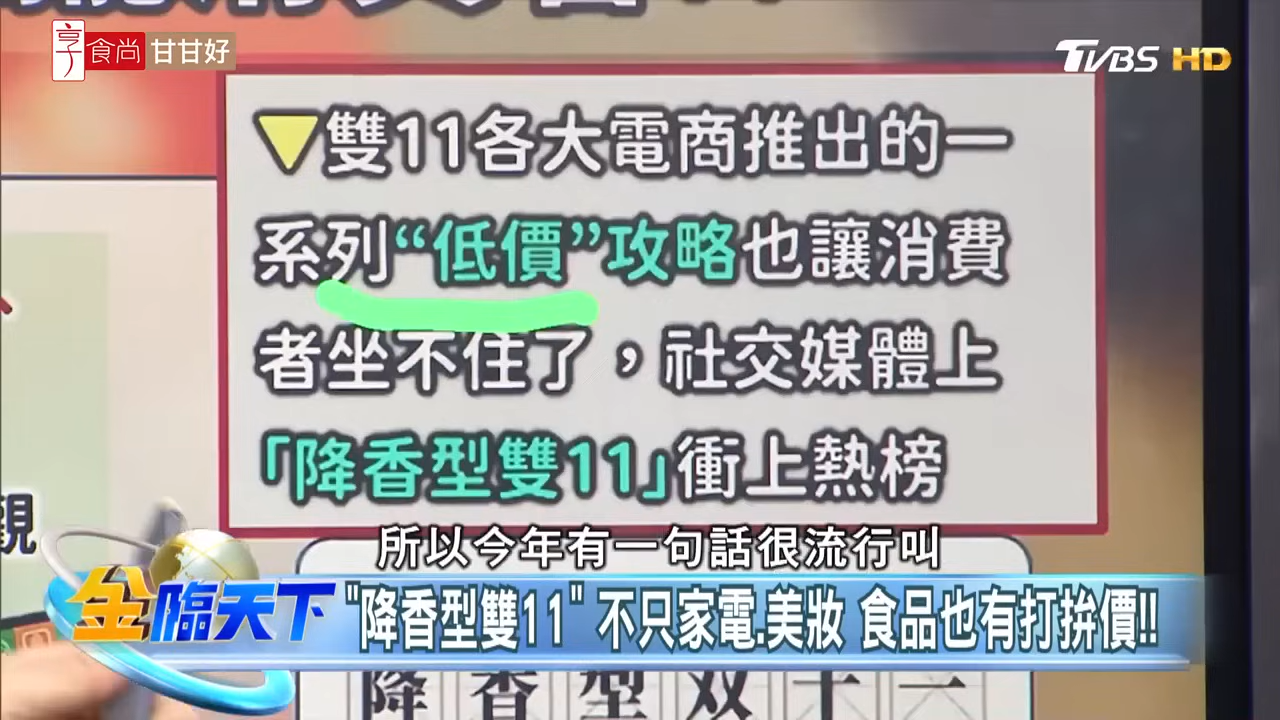 享食尚 甘甘好
TVBS HD
▼雙11各大電商推出的一
系列“低價”攻略也讓消費
者坐不住了，社交媒體上
「降香型雙11」衝上熱榜
觀
所以今年有一句話很流行叫
金臨天下
"降香型雙11" 不只家電.美妝 食品也有打拚價!!
降香型双十一